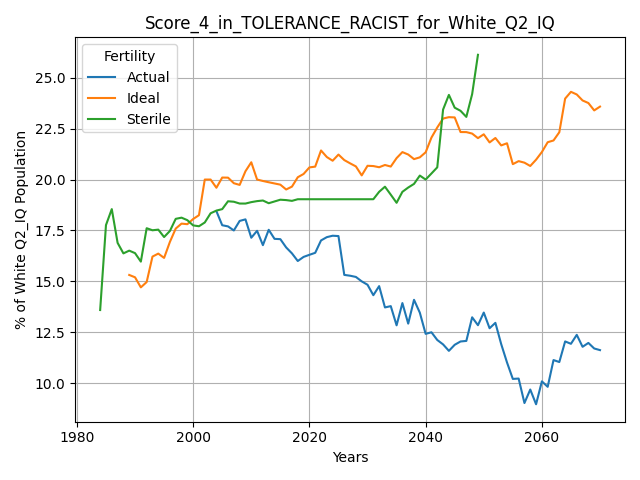 Score_4_in_TOLERANCE_RACIST_for_White_Q2_IQ
Fertility
Actual
Ideal
Sterile
% of White Q2_IQ Population
25.0
22.5
20.0
17.5
15.0
12.5
10.0
1980
2000
2020
2040
2060
Years